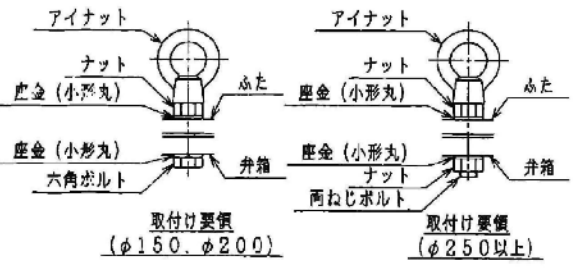 アイナット
ナット
座金 (小形丸)
ふた
座金 (小形丸)
弁箱
六角ボルト
取付け要領
(φ150、φ200)
アイナット
ナット
座金 (小形丸)
ふた
座金 (小形丸)
弁箱
ナット
両ねじボルト
取付け要領
(φ250以上)